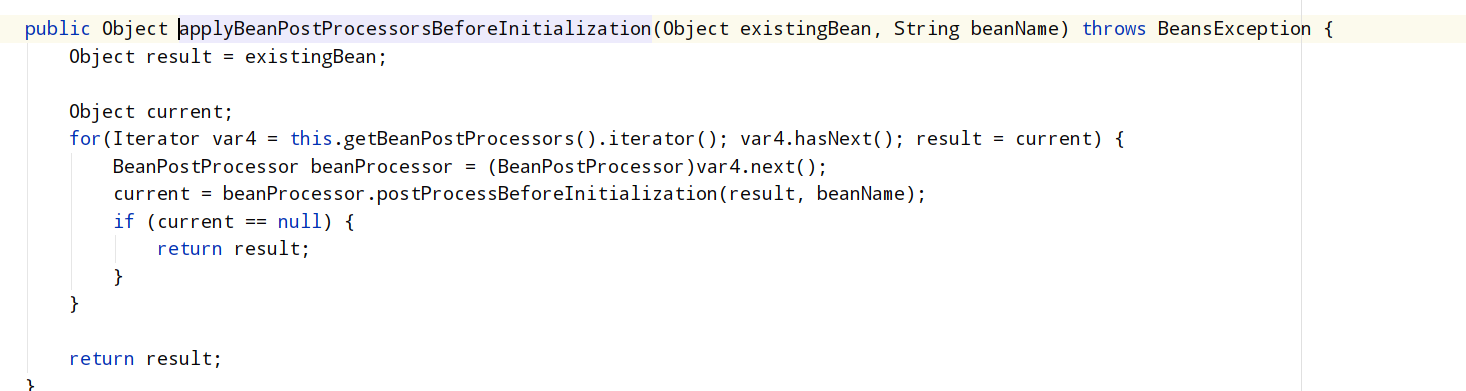 public Object applyBeanPostProcessorsBeforeInitialization(Object existingBean, String beanName) throws BeansException {
    Object result = existingBean;

    Object current;
    for(Iterator var4 = this.getBeanPostProcessors().iterator(); var4.hasNext(); result = current) {
        BeanPostProcessor beanProcessor = (BeanPostProcessor)var4.next();
        current = beanProcessor.postProcessBeforeInitialization(result, beanName);
        if (current == null) {
            return result;
        }
    }

    return result;
}